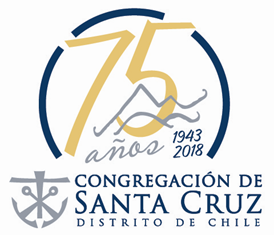 75
años
1943
2018
CONGREGACIÓN DE
SANTA CRUZ
DISTRITO DE CHILE